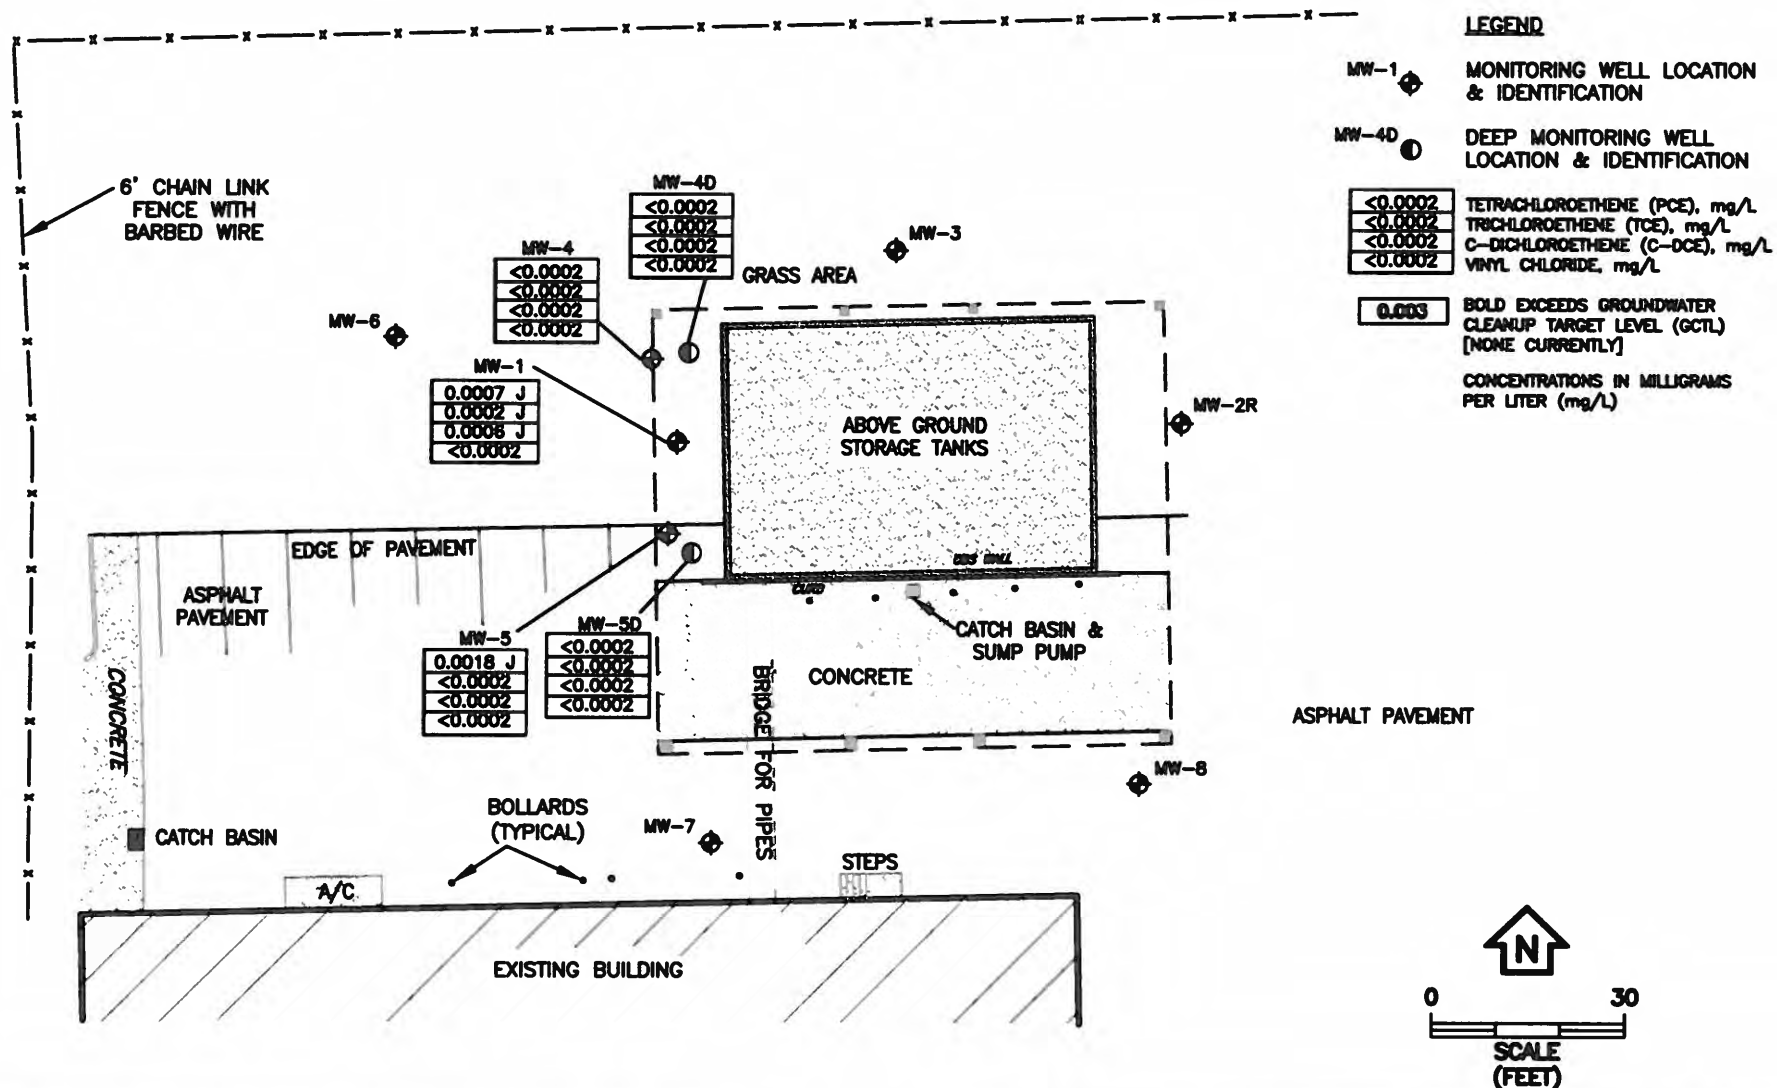 LEGEND
MW-1
MONITORING WELL LOCATION
& IDENTIFICATION
MW-4D
DEEP MONITORING WELL
LOCATION & IDENTIFICATION
<0.0002
TETRACHLOROETHENE (PCE), mg/L
<0.0002
TRICHLOROETHENE (TCE), mg/L
<0.0002
C-DICHLOROETHENE (C-DCE), mg/L
<0.0002
VINYL CHLORIDE, mg/L
0.003
BOLD EXCEEDS GROUNDWATER
CLEANUP TARGET LEVEL (GCTL)
[NONE CURRENTLY]
CONCENTRATIONS IN MILLIGRAMS
PER LITER (mg/L)
6' CHAIN LINK
FENCE WITH
BARBED WIRE
MW-4D
<0.0002
<0.0002
<0.0002
<0.0002
MW-3
MW-4
<0.0002
<0.0002
<0.0002
<0.0002
GRASS AREA
MW-6
MW-1
0.0007 J
0.0002 J
0.0006 J
<0.0002
ABOVE GROUND
STORAGE TANKS
MW-2R
EDGE OF PAVEMENT
ASPHALT
PAVEMENT
CBS WALL
CURB
CATCH BASIN &
SUMP PUMP
MW-5
0.0018 J
<0.0002
<0.0002
<0.0002
MW-5D
<0.0002
<0.0002
<0.0002
<0.0002
CONCRETE
CONCRETE
BRIDGE FOR PIPES
ASPHALT PAVEMENT
MW-8
BOLLARDS
(TYPICAL)
MW-7
CATCH BASIN
STEPS
A/C
EXISTING BUILDING
N
0 30
SCALE
(FEET)